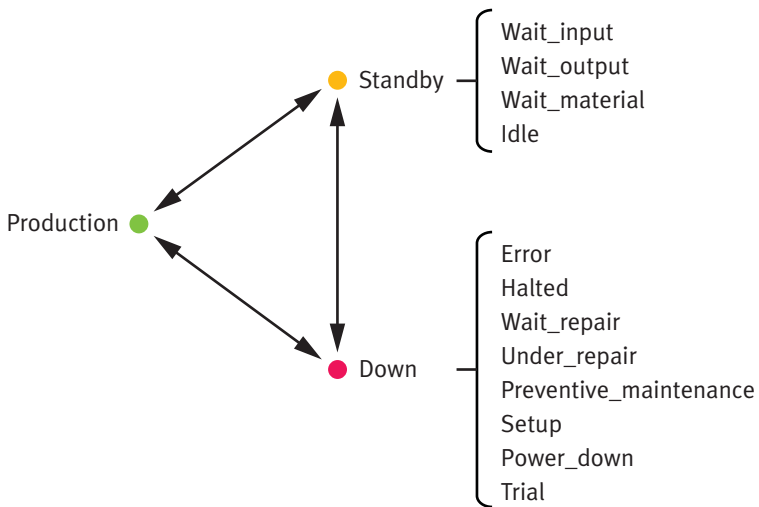 Standby
Wait_input
Wait_output
Wait_material
Idle
Production
Down
Error
Halted
Wait_repair
Under_repair
Preventive_maintenance
Setup
Power_down
Trial